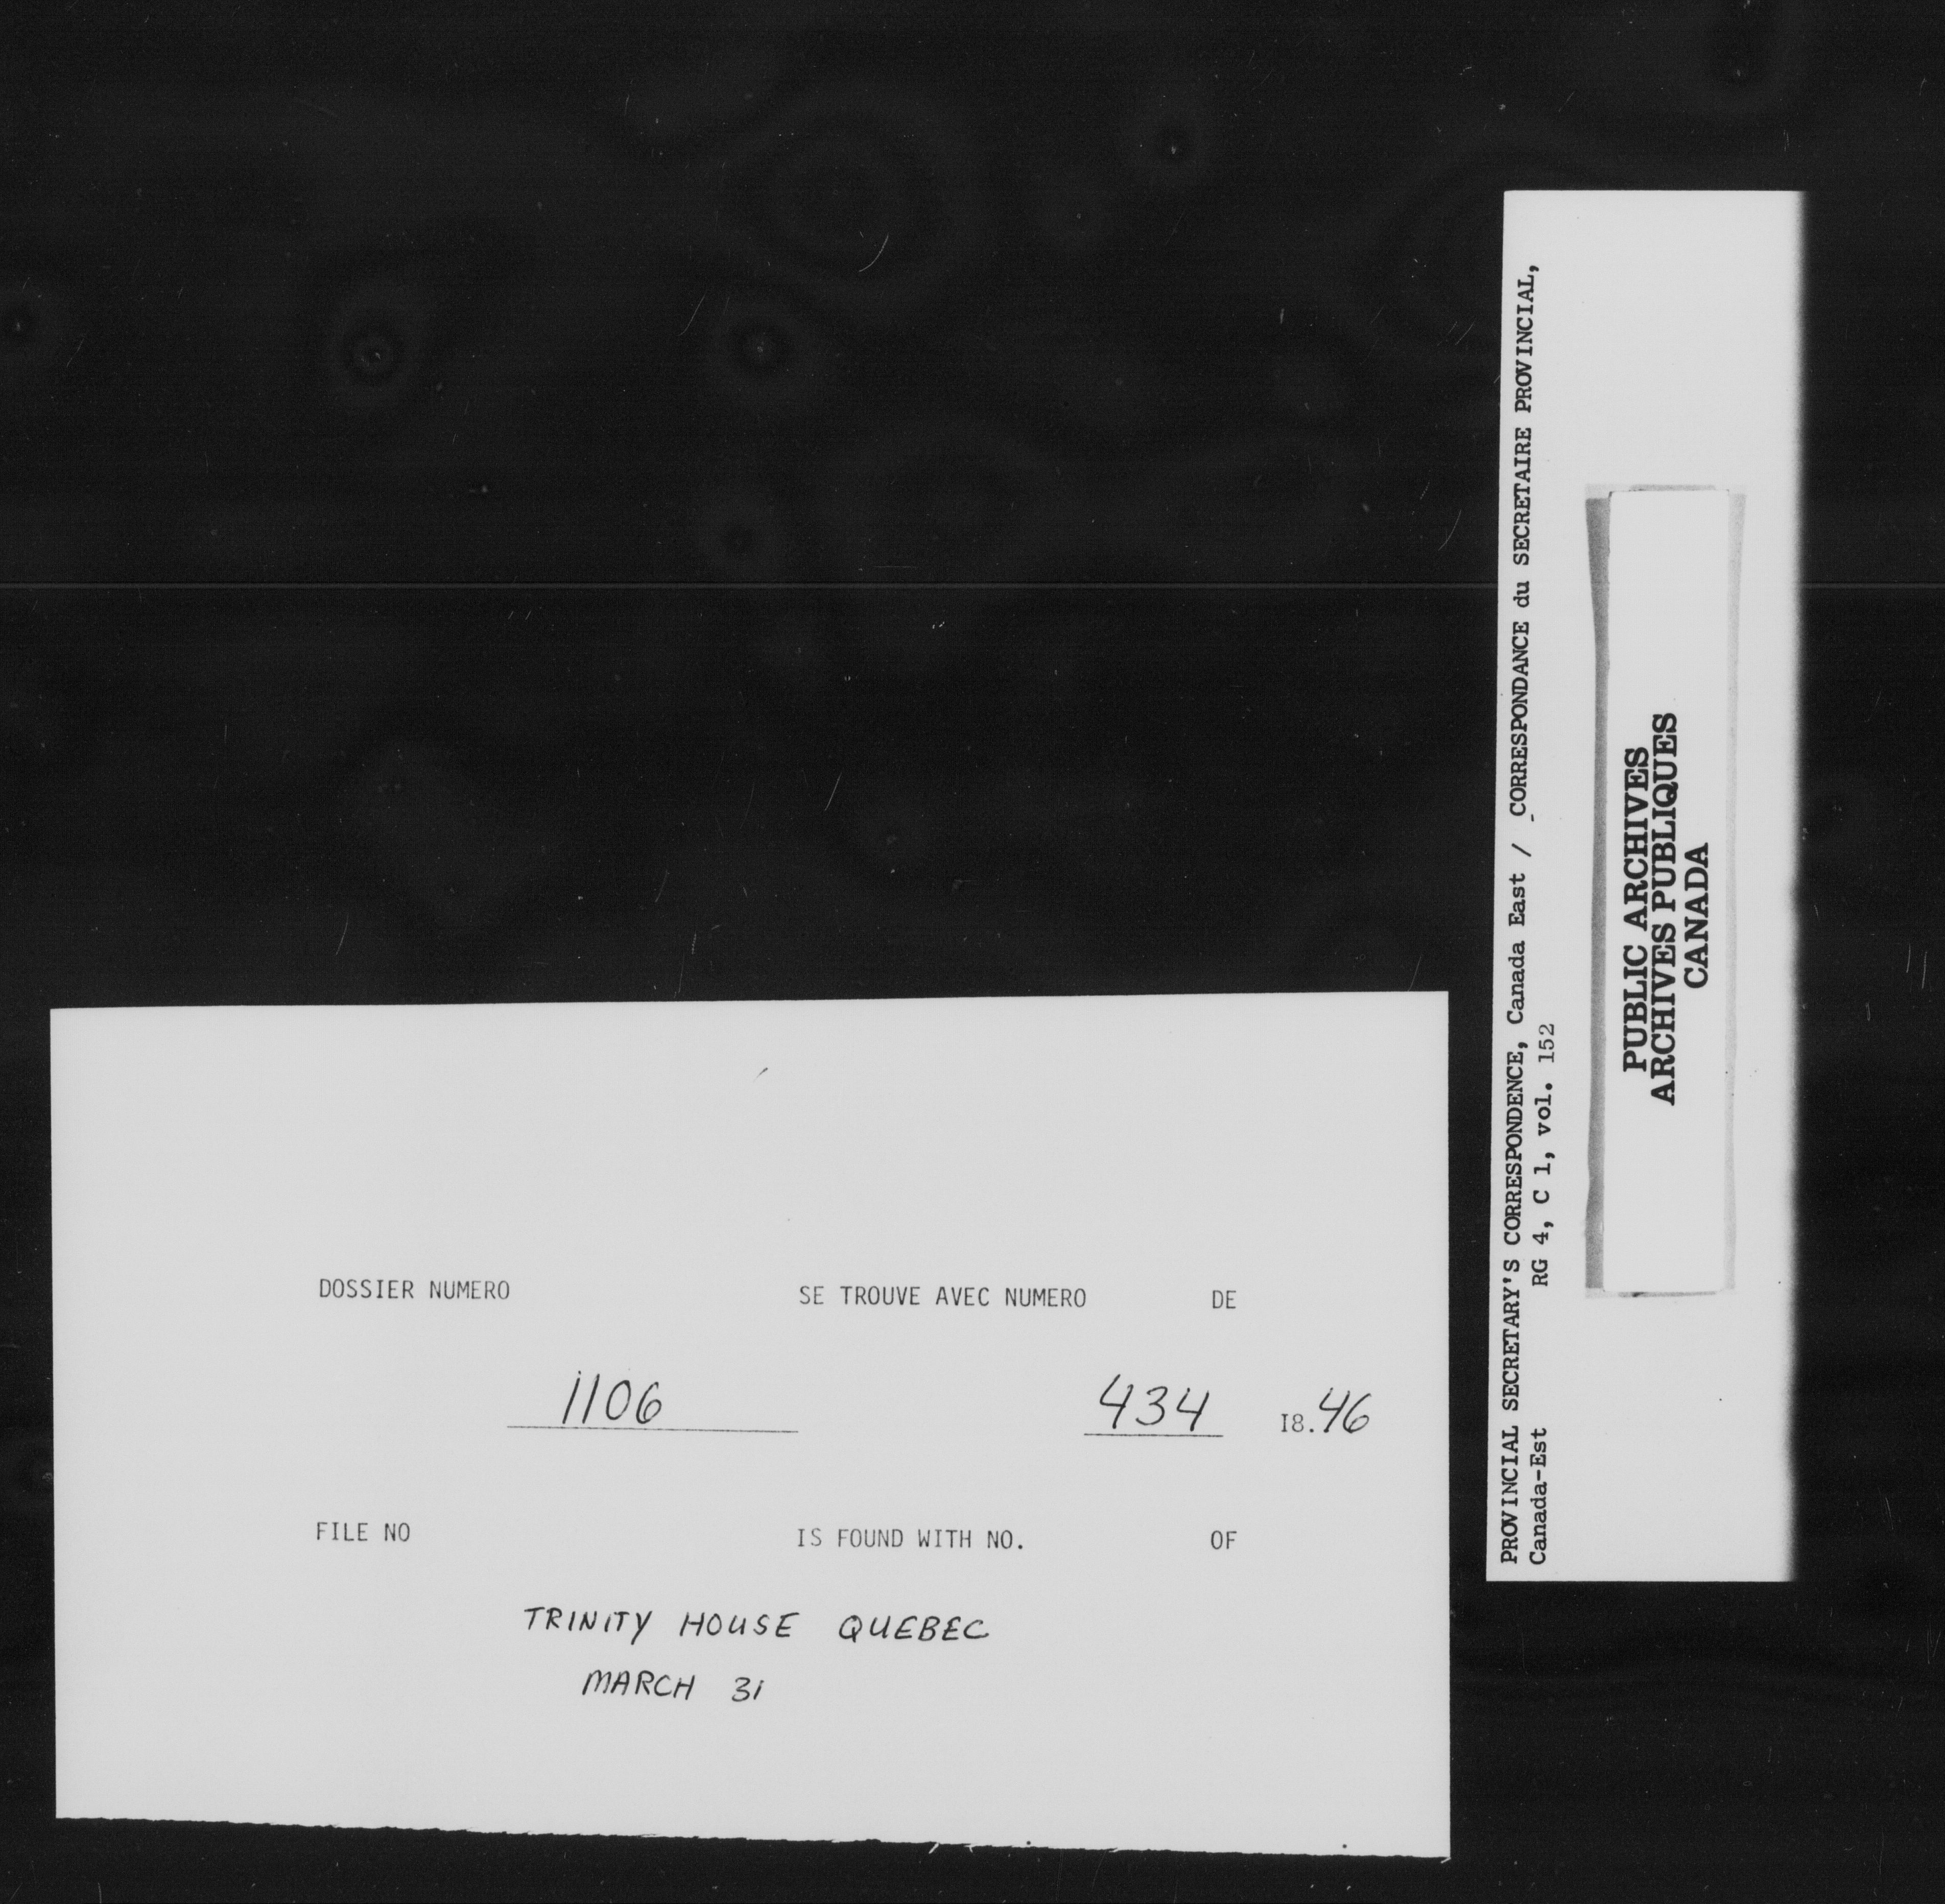 DOSSIER NUMERO SE TROUVE AVEC NUMERO DE
1106 434 18.46
FILE NO IS FOUND WITH NO. OF
TRINITY HOUSE QUEBEC
MARCH 31
PROVINCIAL SECRETARY'S CORRESPONDENCE, Canada East / CORRESPONDANCE du SECRETAIRE PROVINCIAL,
Canada-Est RG 4, C 1, vol. 152
PUBLIC ARCHIVES
ARCHIVES PUBLIQUES
CANADA